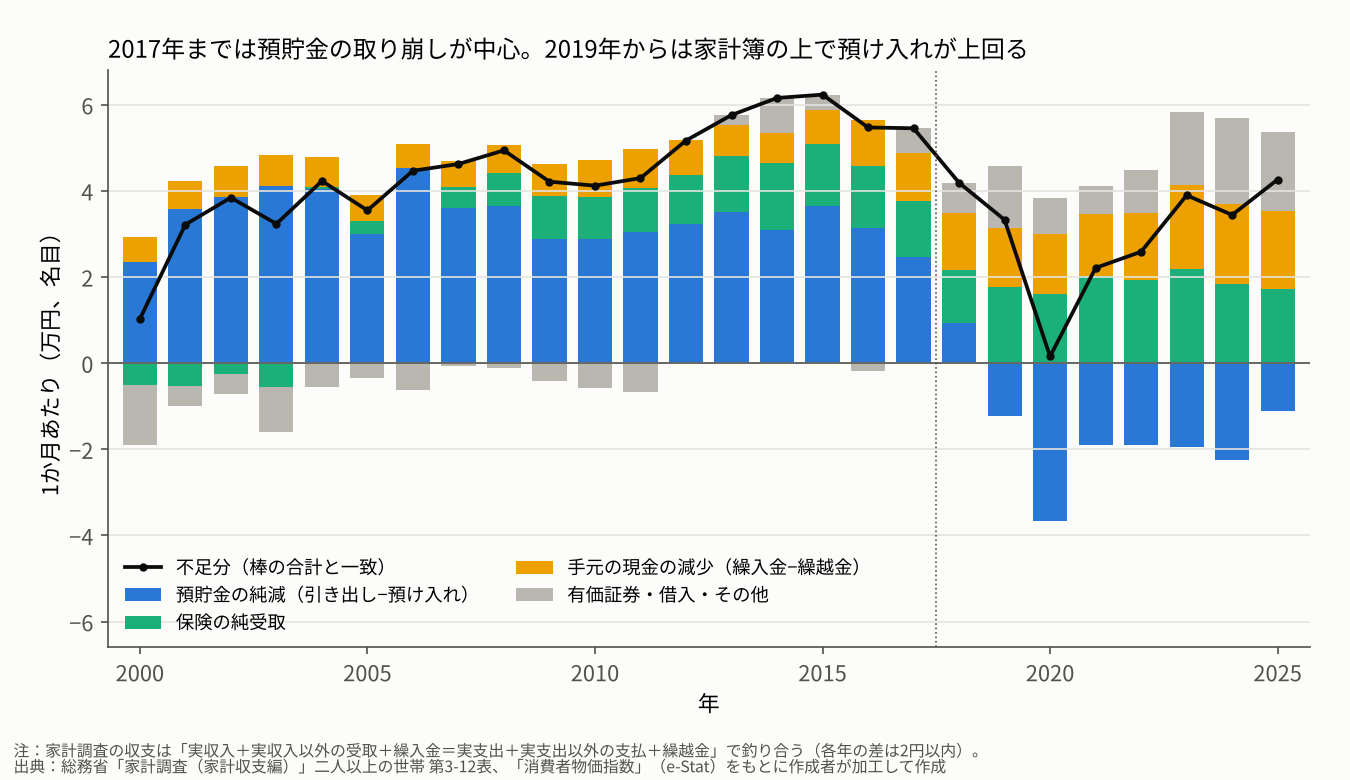 2017年までは預貯金の取り崩しが中心。2019年からは家計簿の上で預け入れが上回る
1か月あたり（万円、名目）
6
4
2
0
−2
−4
−6
不足分（棒の合計と一致）
預貯金の純減（引き出し−預け入れ）
保険の純受取
手元の現金の減少（繰入金−繰越金）
有価証券・借入・その他
2000
2005
2010
2015
2020
2025
年
注：家計調査の収支は「実収入＋実収入以外の受取＋繰入金＝実支出＋実支出以外の支払＋繰越金」で釣り合う（各年の差は2円以内）。
出典：総務省「家計調査（家計収支編）」二人以上の世帯 第3-12表、「消費者物価指数」（e-Stat）をもとに作成者が加工して作成